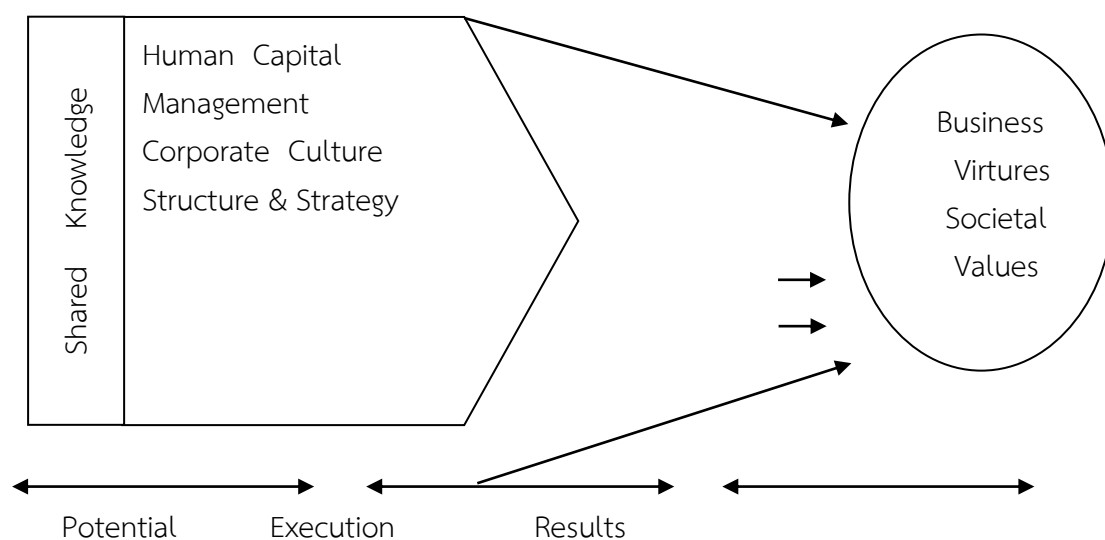 Shared Knowledge
Human Capital
Management
Corporate Culture
Structure & Strategy
Business
Virtures
Societal
Values
Potential Execution Results